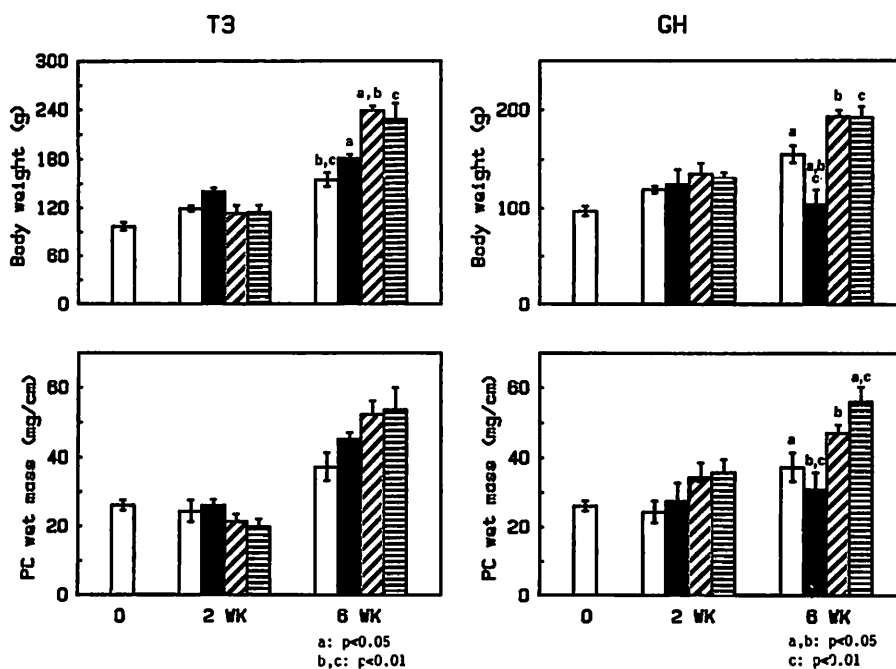 T3
GH
300
240
180
120
60
0
Body weight (g)
b,c
a
a,b
c
200
100
0
Body weight (g)
a
a,b
c
b
c
60
40
20
0
PC wet mass (mg/cm)
0
2 WK
6 WK
a: p<0.05
b,c: p<0.01
60
40
20
0
PC wet mass (mg/cm)
a
b,c
b
a,c
0
2 WK
6 WK
a,b: p<0.05
c: p<0.01